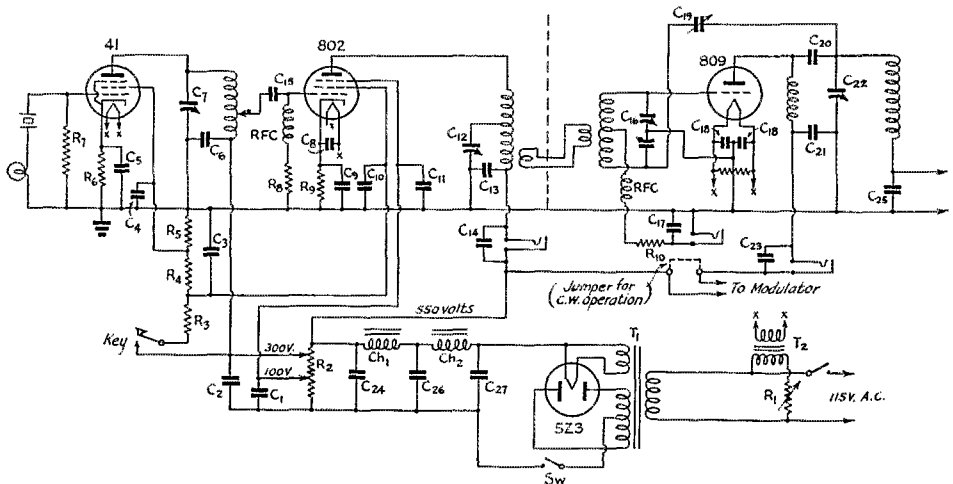 41
802
809
C19
C20
C7
C15
C22
C16
C18
C18
R7
C6
RFC
C8
C12
C21
C5
R6
R8
R9
C9
C10
C11
C13
RFC
C25
C4
R5
C3
C14
C17
C23
R10
R4
To Modulator
(Jumper for
C.W. operation)
R3
550 volts
Key
300V.
R2
Ch1
Ch2
T1
X X
T2
100V
C2
C1
C24
C26
C27
5Z3
R1
115V. A.C.
Sw